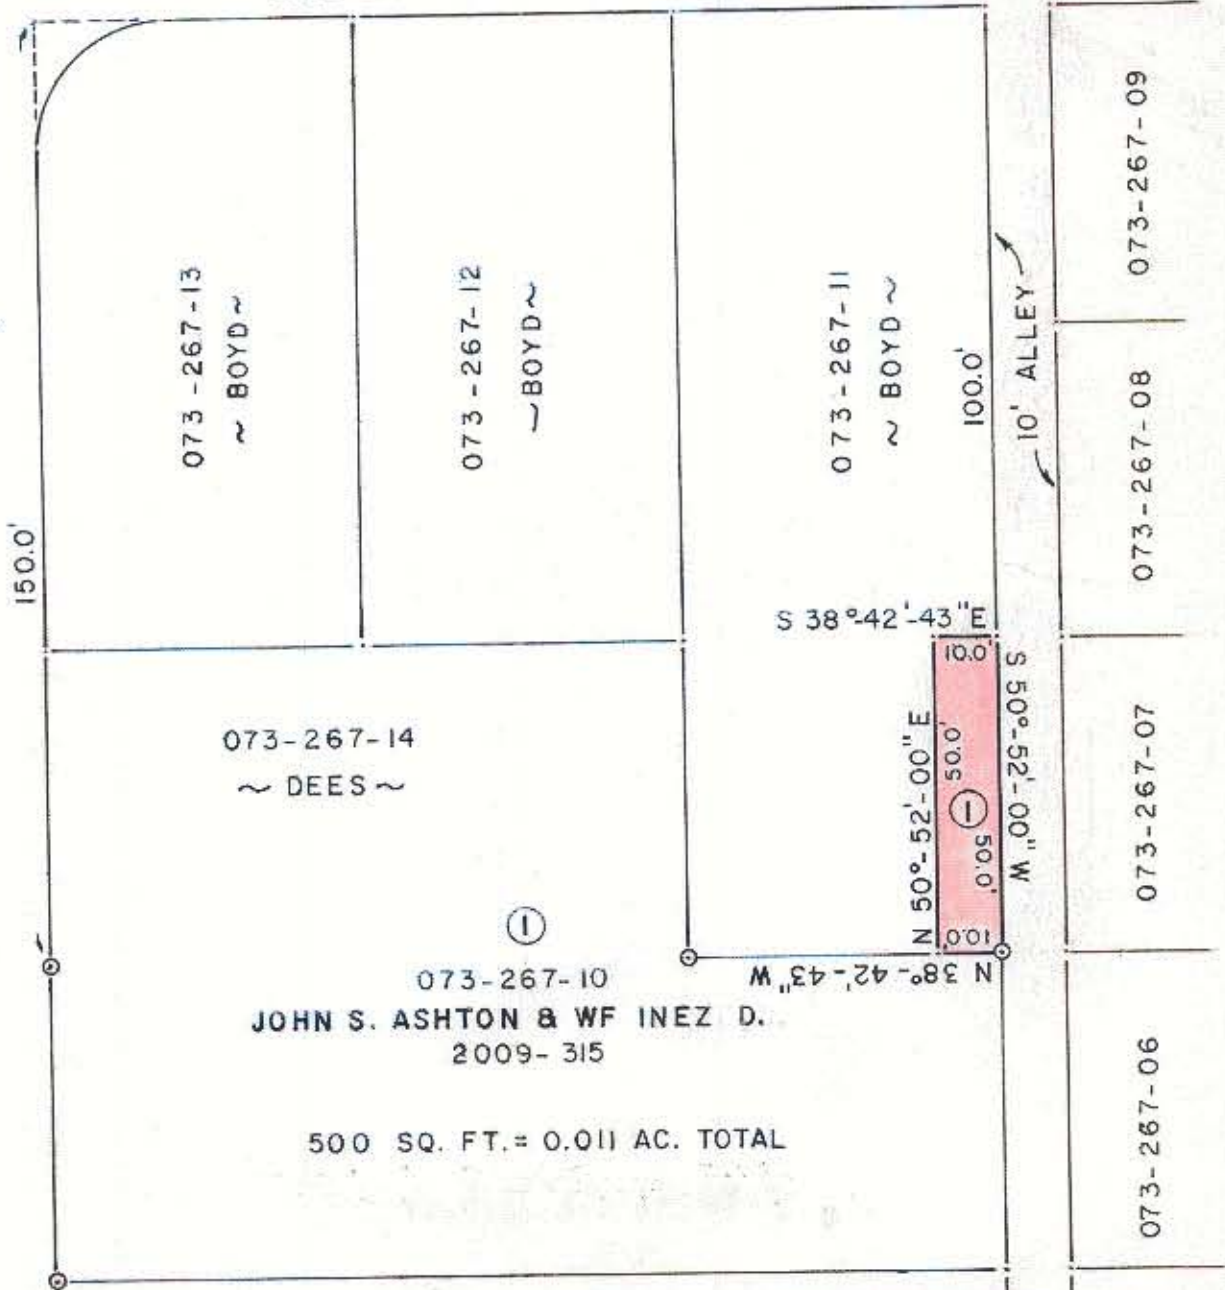 150.0'
073-267-13
~ BOYD ~
073-267-12
~ BOYD ~
073-267-11
~ BOYD ~
100.0'
10' ALLEY
073-267-09
073-267-08
073-267-07
073-267-06
S 38°-42'-43" E
10.0'
S 50°-52'-00" W
N 50°-52'-00" E
50.0'
1
50.0'
10.0'
N 38°-42'-43" W
073-267-14
~ DEES ~
1
073-267-10
JOHN S. ASHTON & WF INEZ D.
2009-315
500 SQ. FT. = 0.011 AC. TOTAL